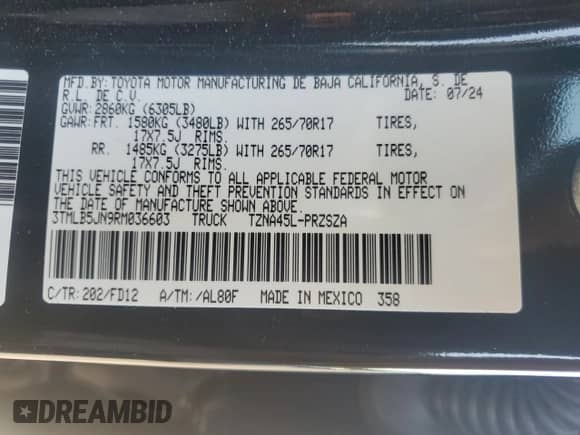 MFD.BY:TOYOTA MOTOR MANUFACTURING DE BAJA CALIFORNIA, S. DE
R.L. DE C.V. DATE: 07/24
GVWR:2860KG (6305LB)
GAWR:FRT. 1580KG (3480LB) WITH 265/70R17 TIRES,
17X7.5J RIMS.
RR. 1485KG (3275LB) WITH 265/70R17 TIRES,
17X7.5J RIMS.
THIS VEHICLE CONFORMS TO ALL APPLICABLE FEDERAL MOTOR
VEHICLE SAFETY AND THEFT PREVENTION STANDARDS IN EFFECT ON
THE DATE OF MANUFACTURE SHOWN ABOVE.
3TMLB5JN9RM036603 TRUCK TZNA45L-PRZSZA
C/TR:202/FD12 A/TM:/AL80F MADE IN MEXICO 358
DREAMBID